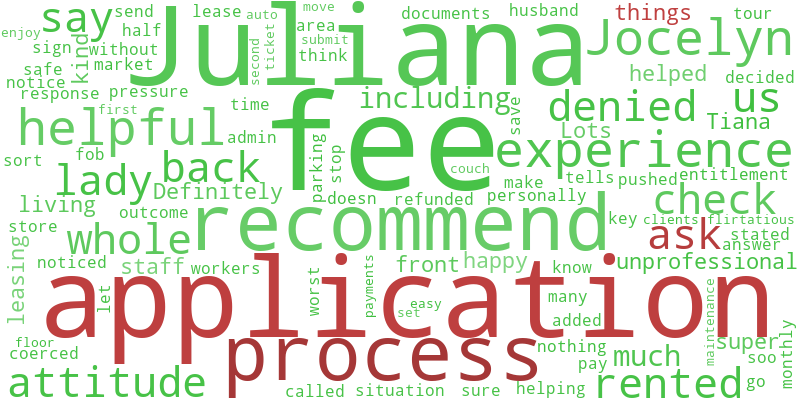 say send lease auto move documents husband things tour
enjoy half area Juliana Jocelyn
sign without kind second ticket submit
safe market think helped decided
notice response pressure including save denied us
first time fee Tiana
helpful admin Lots
sort fob back parking stop couch experience
lady Definitely doesn make tells pushed entitlement
living refunded personally check
store outcome recommend key clients flirtatious
whole ask stated
answer
leasing noticed staff workers front happy know unprofessional
let application worst payments easy many
set added maintenance
floor process nothing super monthly
coerced pay much soo
attitude called situation sure helping rented go